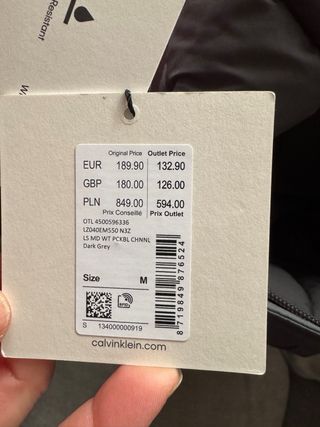 Resistant
W
Original Price Outlet Price
EUR 189.90 132.90
GBP 180.00 126.00
PLN 849.00 594.00
Prix Conseillé Prix Outlet
OTL 4500596336
LZ040EM550 N3Z
LS MD WT PCKBL CHNNL
Dark Grey
Size M
S 134000000919
8719849876524
calvinklein.com